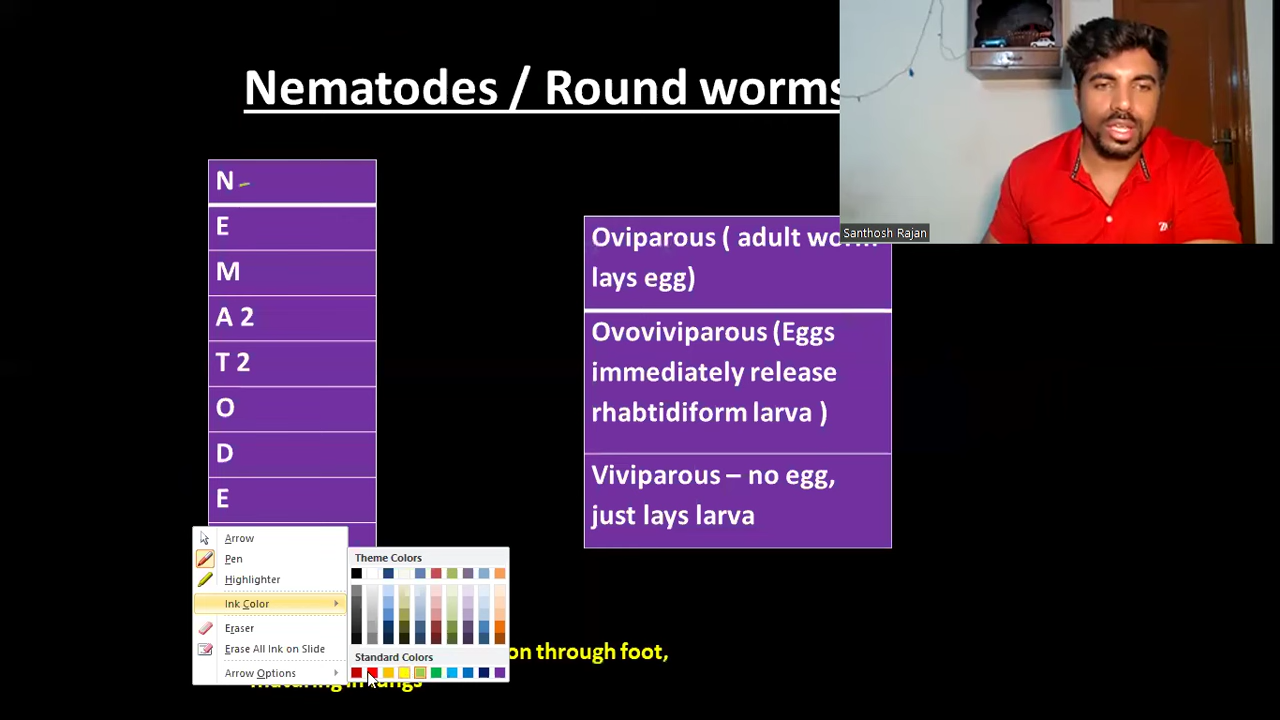 Nematodes / Round worms
N
E
M
A 2
T 2
O
D
E
Oviparous ( adult worm
lays egg)
Ovoviviparous (Eggs
immediately release
rhabtidiform larva )
Viviparous – no egg,
just lays larva
Santhosh Rajan
Arrow
Pen
Highlighter
Ink Color
Eraser
Erase All Ink on Slide
Arrow Options
Theme Colors
Standard Colors
on through foot,